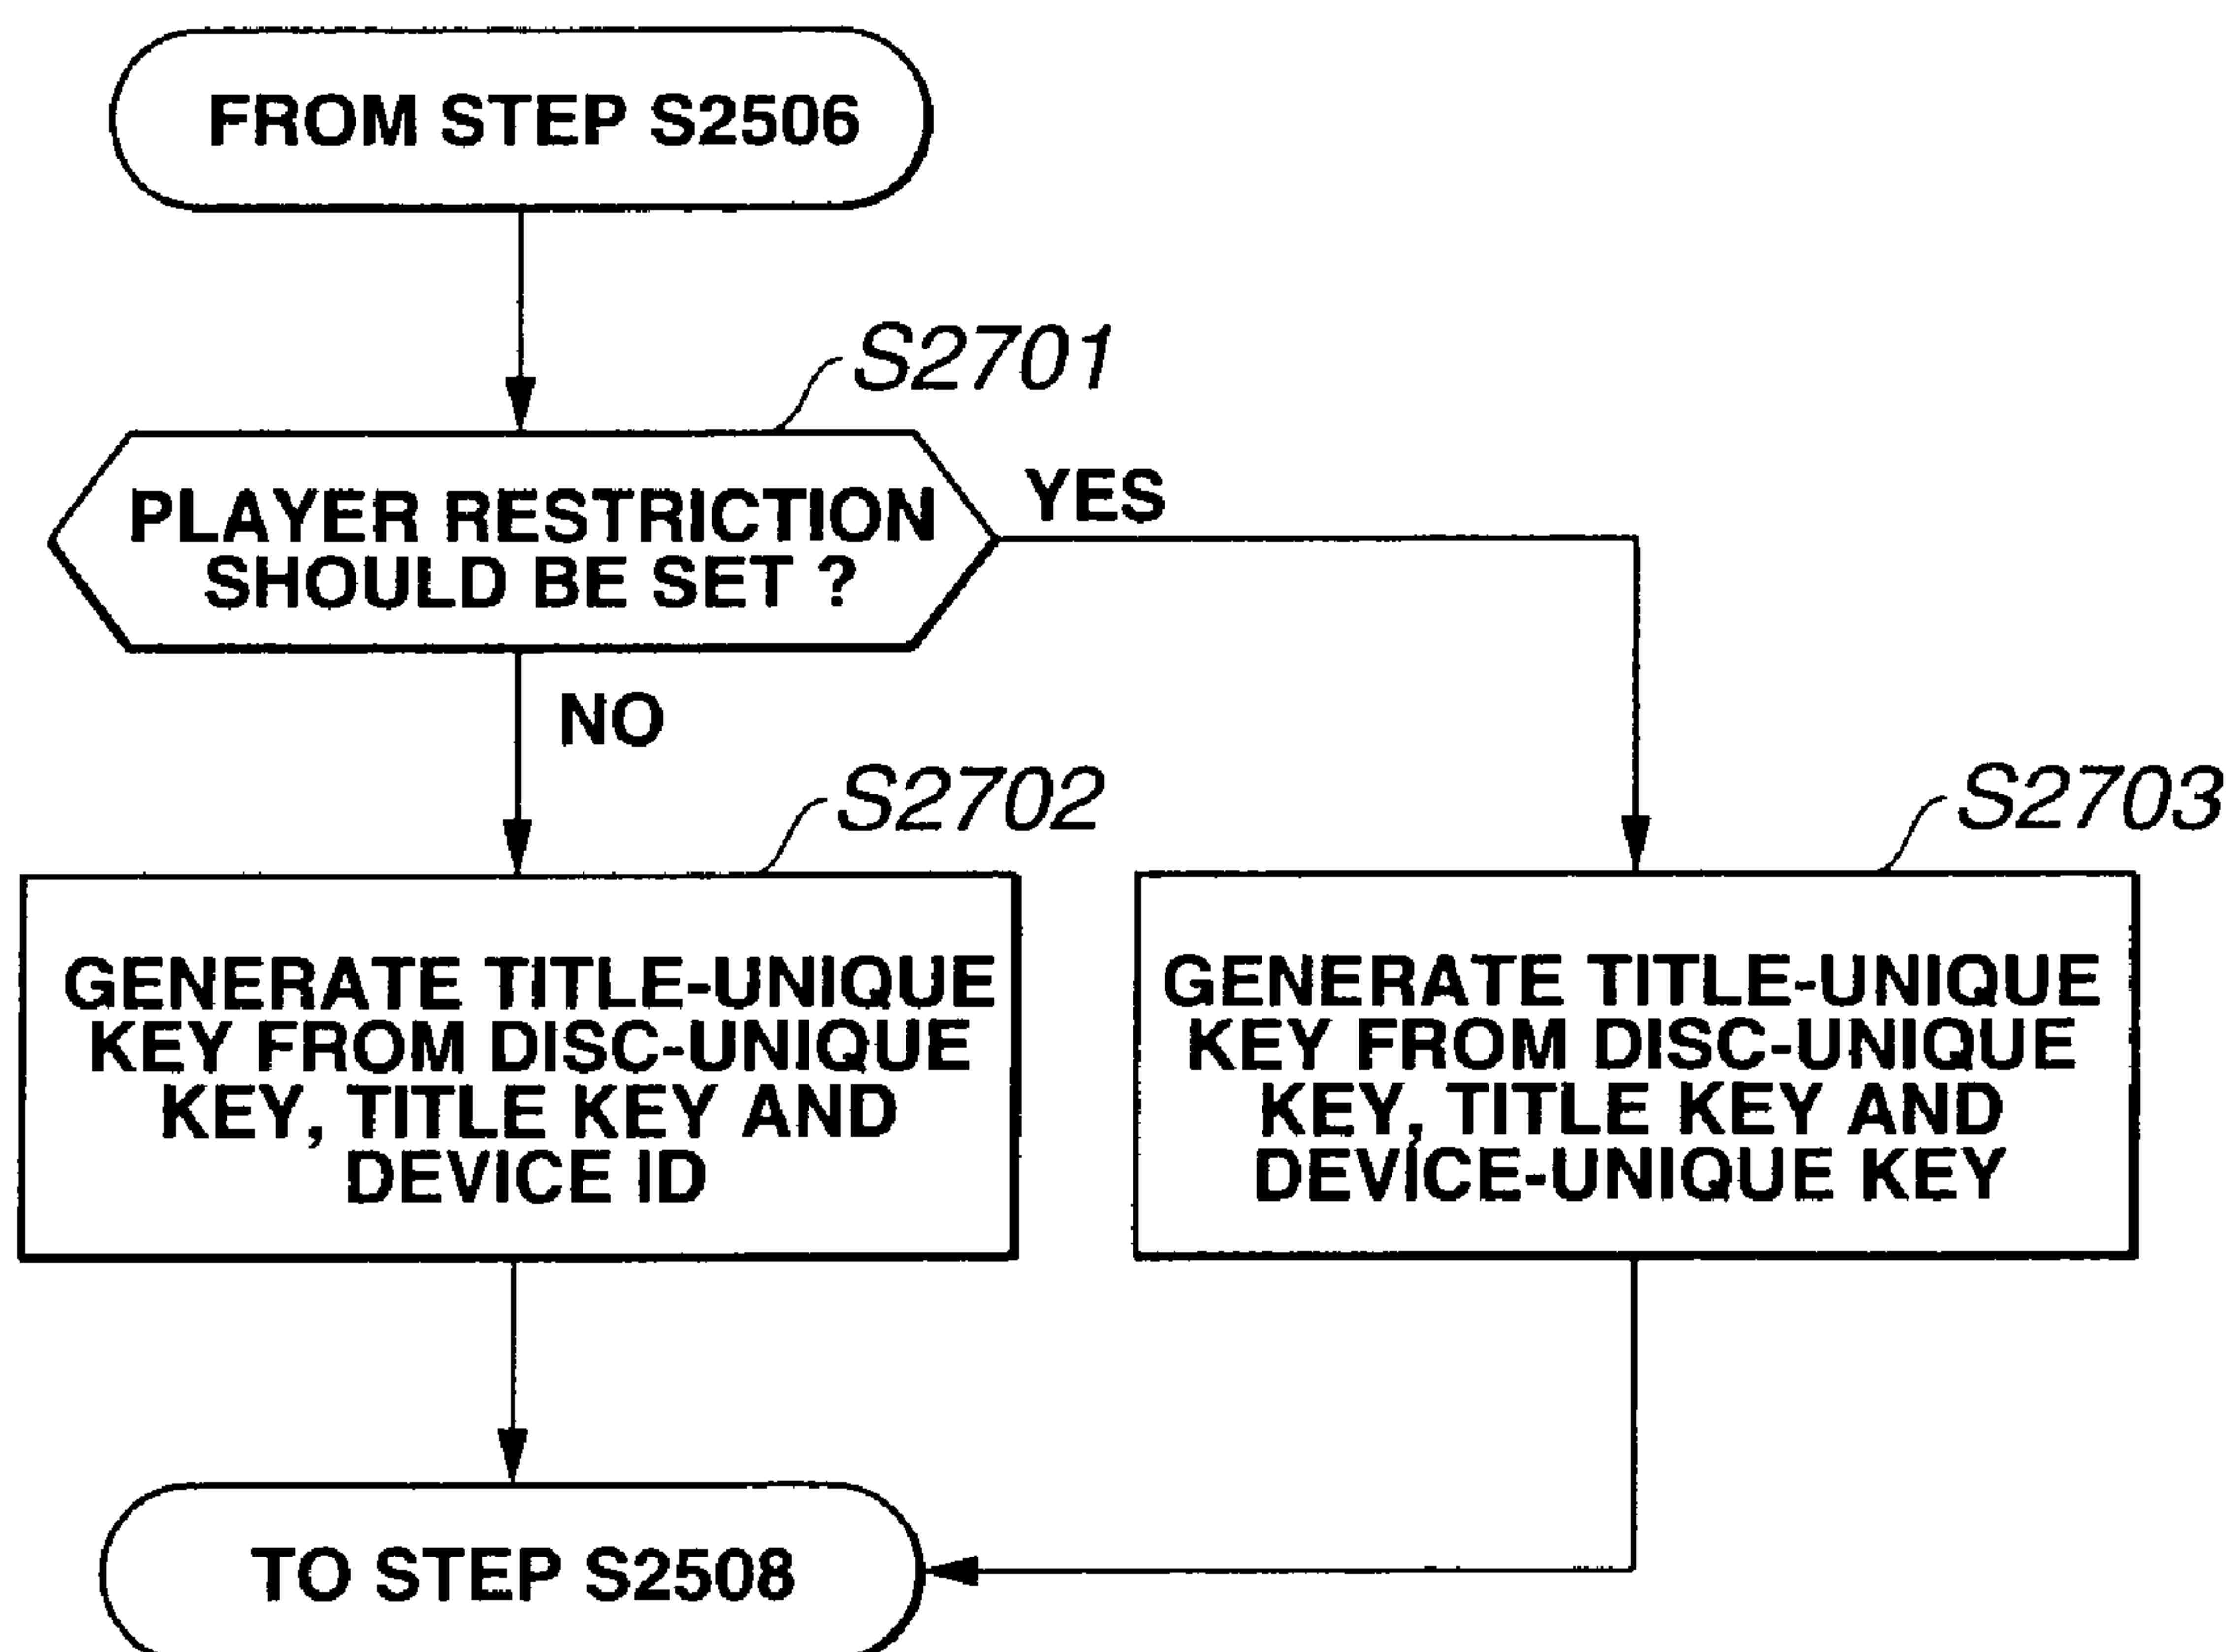 FROM STEP S2506
S2701
PLAYER RESTRICTION
SHOULD BE SET ?
YES
NO
S2702
GENERATE TITLE-UNIQUE
KEY FROM DISC-UNIQUE
KEY, TITLE KEY AND
DEVICE ID
S2703
GENERATE TITLE-UNIQUE
KEY FROM DISC-UNIQUE
KEY, TITLE KEY AND
DEVICE-UNIQUE KEY
TO STEP S2508